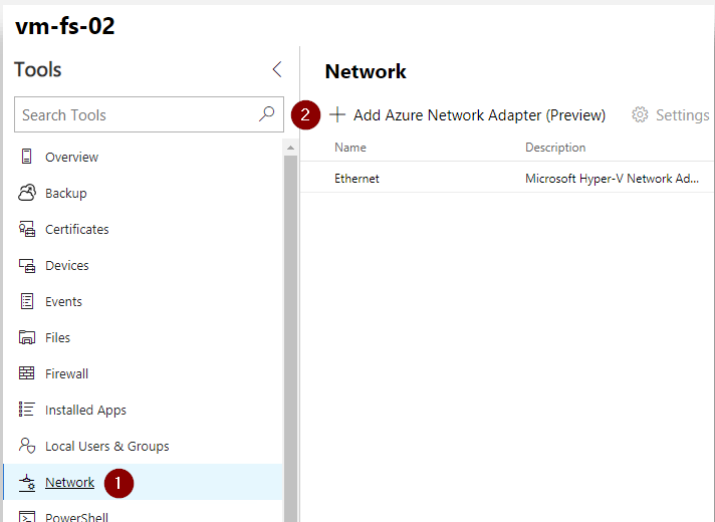 vm-fs-02
Tools
Search Tools
Overview
Backup
Certificates
Devices
Events
Files
Firewall
Installed Apps
Local Users & Groups
Network 1
PowerShell
Network
2 Add Azure Network Adapter (Preview) Settings
Name Description
Ethernet Microsoft Hyper-V Network Ad...